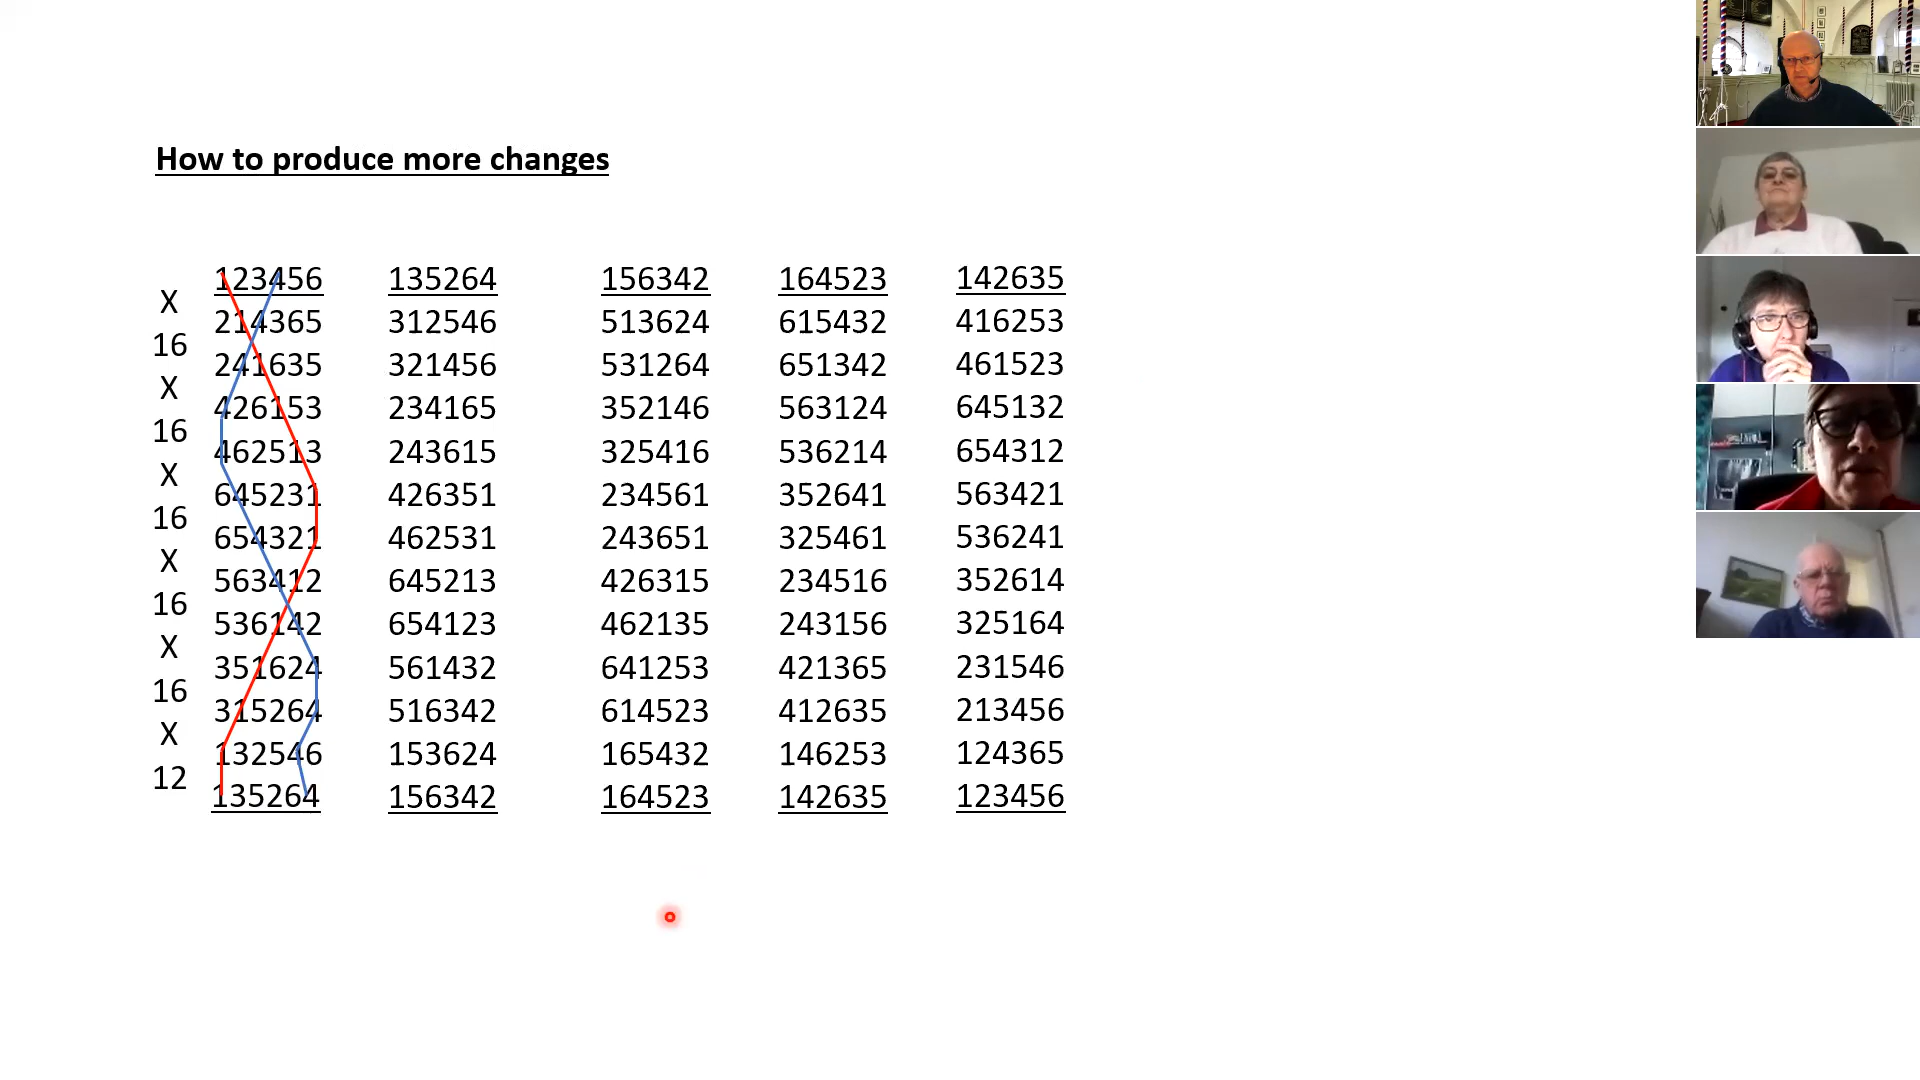 How to produce more changes
123456 135264 156342 164523 142635
X
214365 312546 513624 615432 416253
16
241635 321456 531264 651342 461523
X
426153 234165 352146 563124 645132
16
462513 243615 325416 536214 654312
X
645231 426351 234561 352641 563421
16
654321 462531 243651 325461 536241
X
563412 645213 426315 234516 352614
16
536142 654123 462135 243156 325164
X
351624 561432 641253 421365 231546
16
315264 516342 614523 412635 213456
X
132546 153624 165432 146253 124365
12
135264 156342 164523 142635 123456